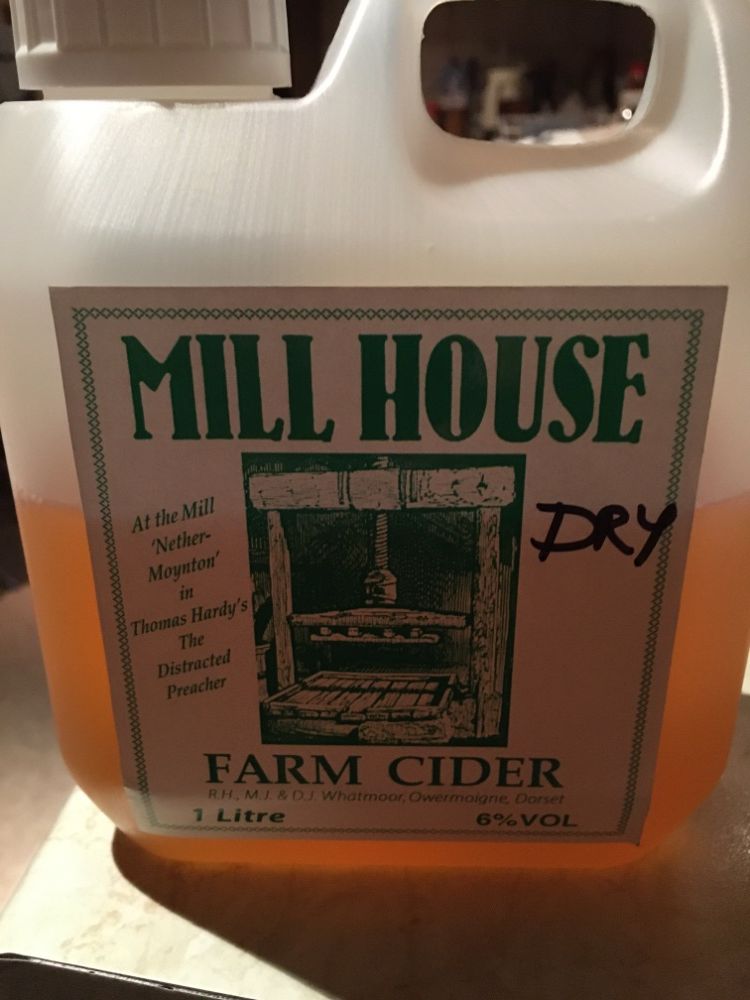 MILL HOUSE
At the Mill
'Nether-
Moynton'
in
Thomas Hardy's
The
Distracted
Preacher
DRY
FARM CIDER
R.H., M.J. & D.J. Whatmoor, Owermoigne, Dorset
1 Litre 6%VOL